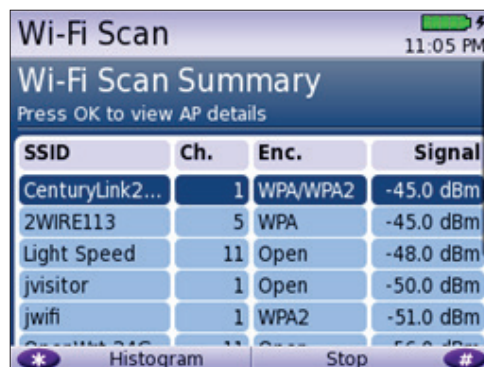 Wi-Fi Scan
11:05 PM
Wi-Fi Scan Summary
Press OK to view AP details
SSID Ch. Enc. Signal
CenturyLink2... 1 WPA/WPA2 -45.0 dBm
2WIRE113 5 WPA -45.0 dBm
Light Speed 11 Open -48.0 dBm
jvisitor 1 Open -50.0 dBm
jwifi 1 WPA2 -51.0 dBm
* Histogram Stop #